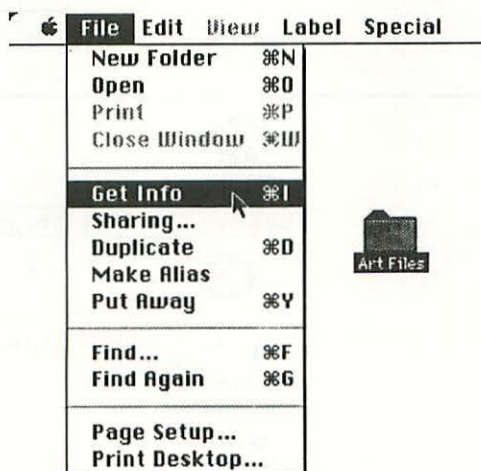 File Edit View Label Special
New Folder ⌘N
Open ⌘O
Print ⌘P
Close Window ⌘W
Get Info ⌘I
Sharing...
Duplicate ⌘D
Make Alias
Put Away ⌘Y
Find... ⌘F
Find Again ⌘G
Page Setup...
Print Desktop...
Art Files